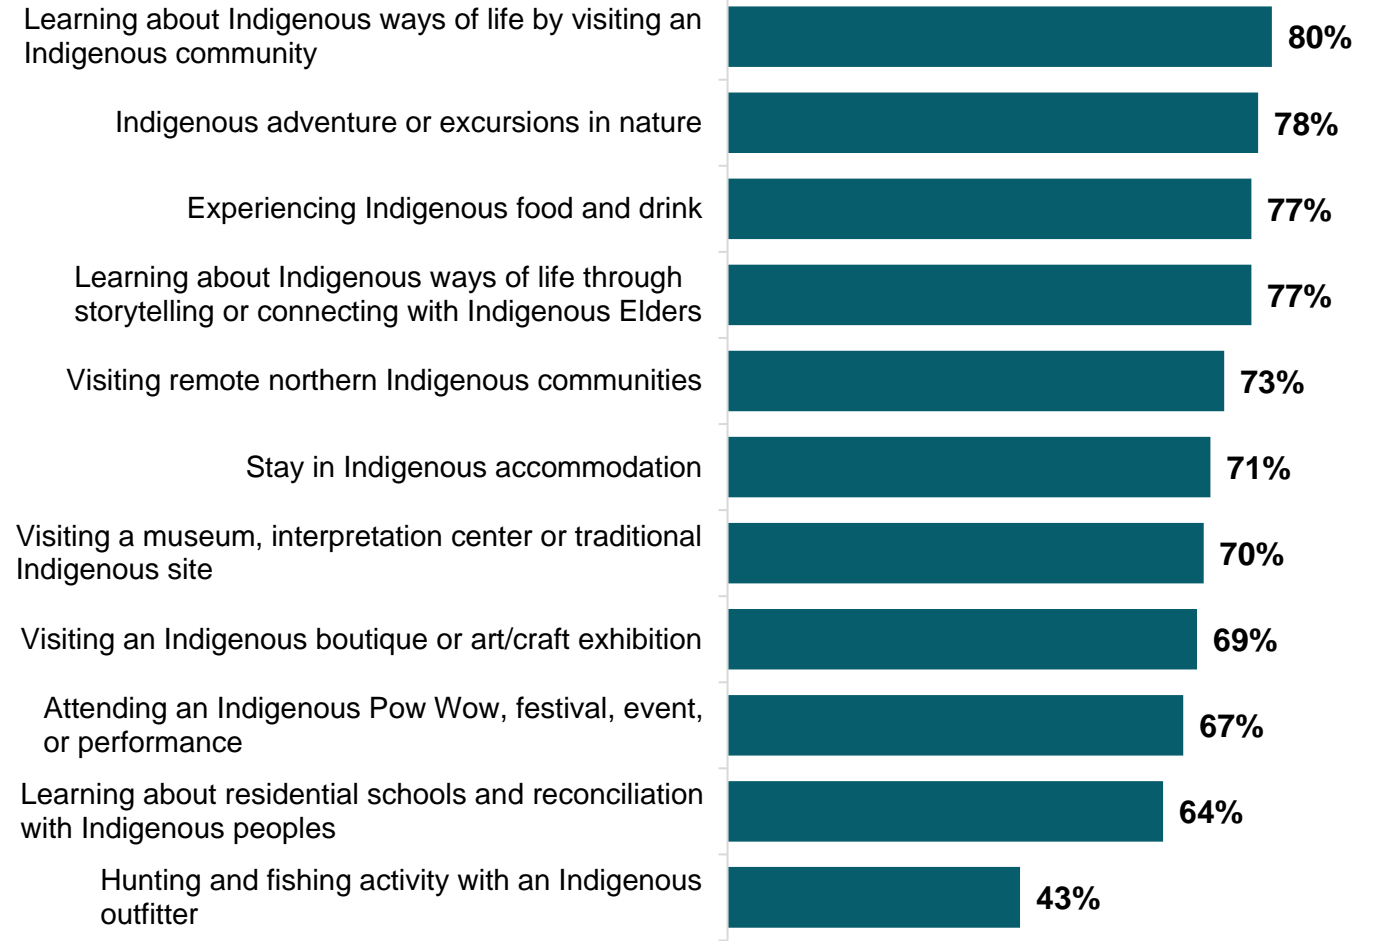 Learning about Indigenous ways of life by visiting an
Indigenous community
80%
Indigenous adventure or excursions in nature
78%
Experiencing Indigenous food and drink
77%
Learning about Indigenous ways of life through
storytelling or connecting with Indigenous Elders
77%
Visiting remote northern Indigenous communities
73%
Stay in Indigenous accommodation
71%
Visiting a museum, interpretation center or traditional
Indigenous site
70%
Visiting an Indigenous boutique or art/craft exhibition
69%
Attending an Indigenous Pow Wow, festival, event,
or performance
67%
Learning about residential schools and reconciliation
with Indigenous peoples
64%
Hunting and fishing activity with an Indigenous
outfitter
43%